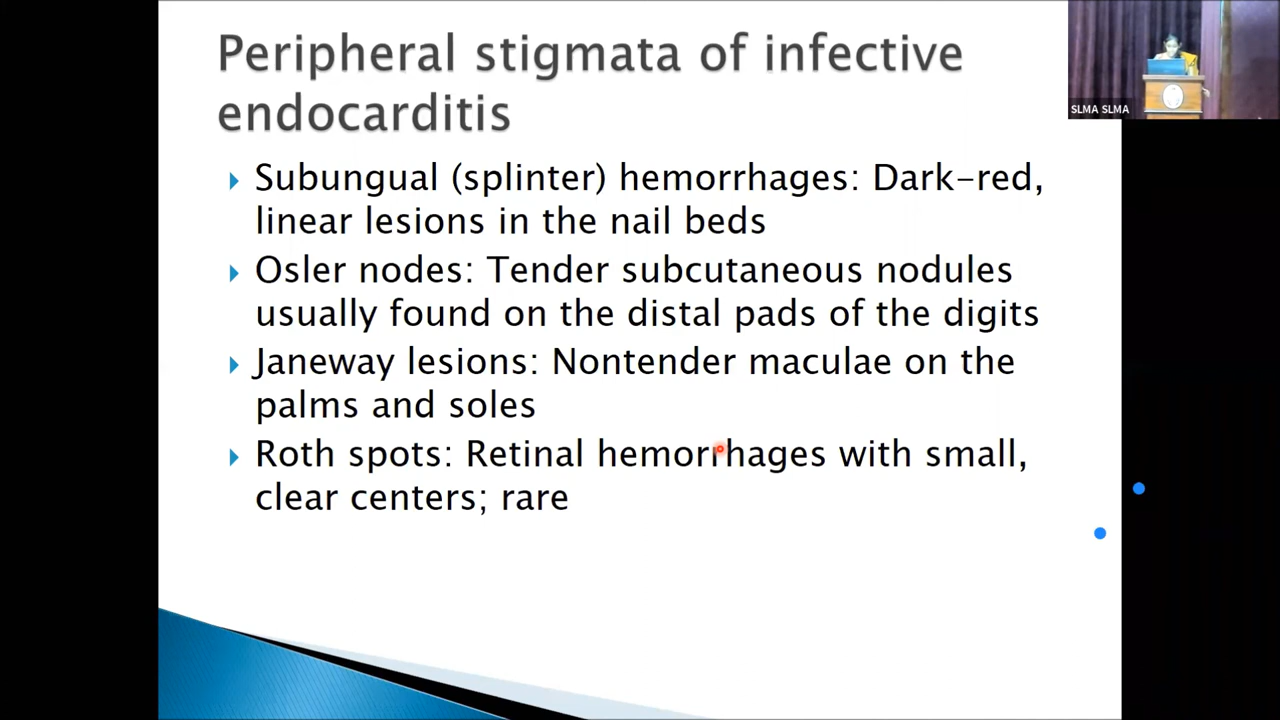 Peripheral stigmata of infective
endocarditis
Subungual (splinter) hemorrhages: Dark-red,
linear lesions in the nail beds
Osler nodes: Tender subcutaneous nodules
usually found on the distal pads of the digits
Janeway lesions: Nontender maculae on the
palms and soles
Roth spots: Retinal hemorrhages with small,
clear centers; rare
SLMA SLMA